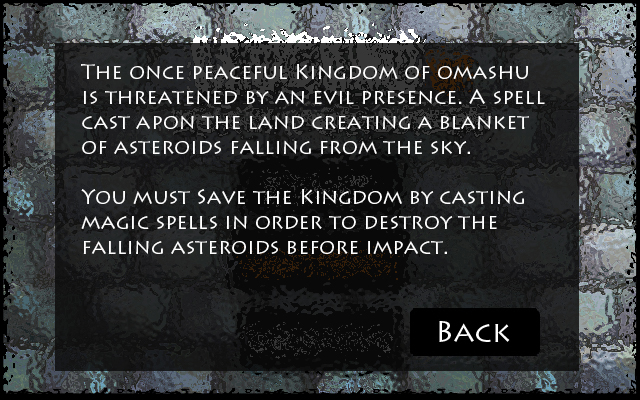 The once peaceful Kingdom of omashu
is threatened by an evil presence. A spell
cast apon the land creating a blanket
of asteroids falling from the sky.
You must Save the Kingdom by casting
magic spells in order to destroy the
falling asteroids before impact.
Back